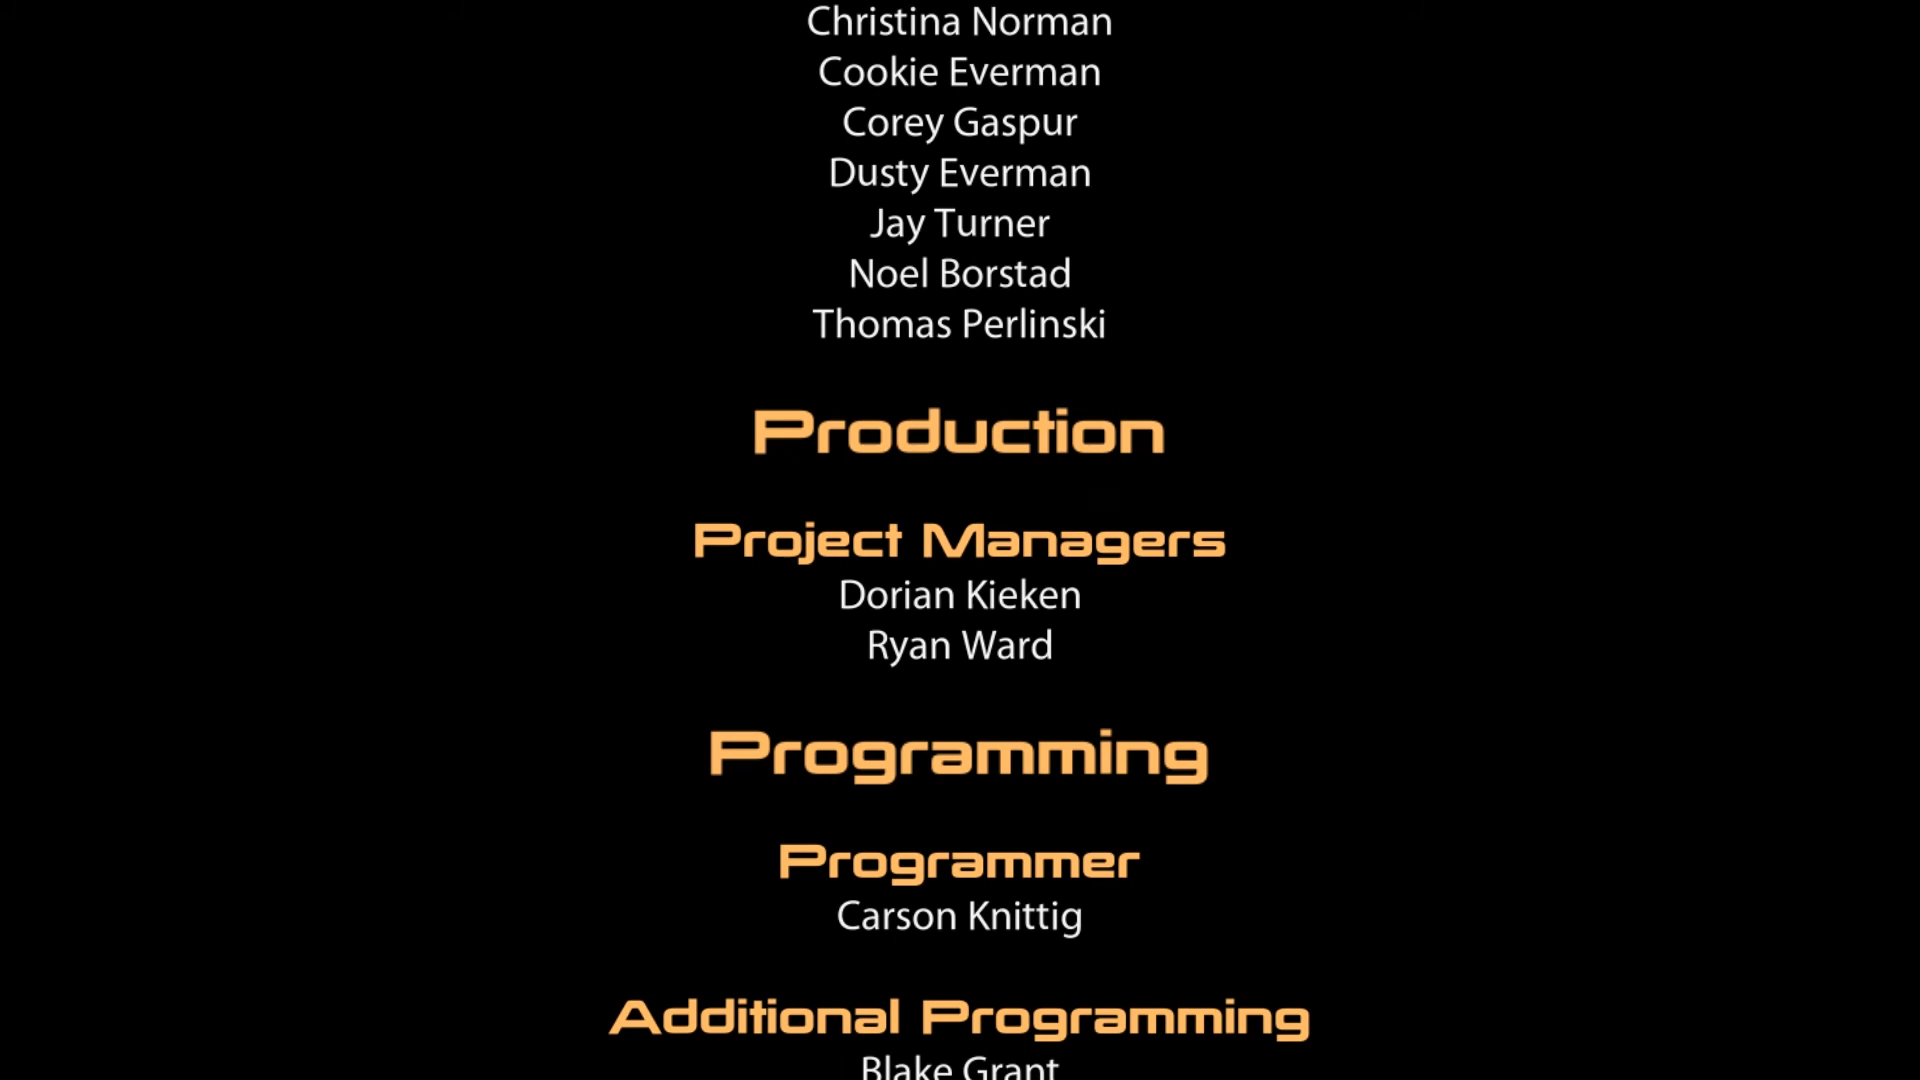 Christina Norman
Cookie Everman
Corey Gaspur
Dusty Everman
Jay Turner
Noel Borstad
Thomas Perlinski
Production
Project Managers
Dorian Kieken
Ryan Ward
Programming
Programmer
Carson Knittig
Additional Programming
Blake Grant